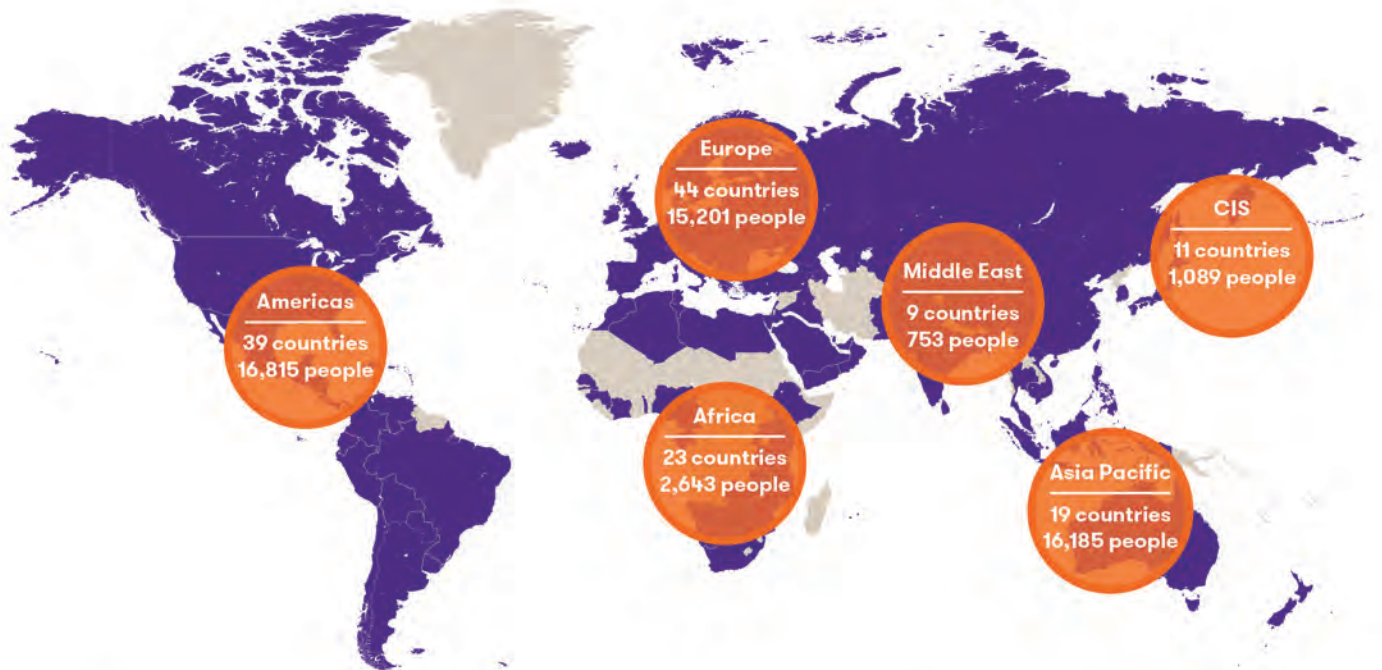 Europe
44 countries
15,201 people
CIS
11 countries
1,089 people
Middle East
9 countries
753 people
Americas
39 countries
16,815 people
Africa
23 countries
2,643 people
Asia Pacific
19 countries
16,185 people